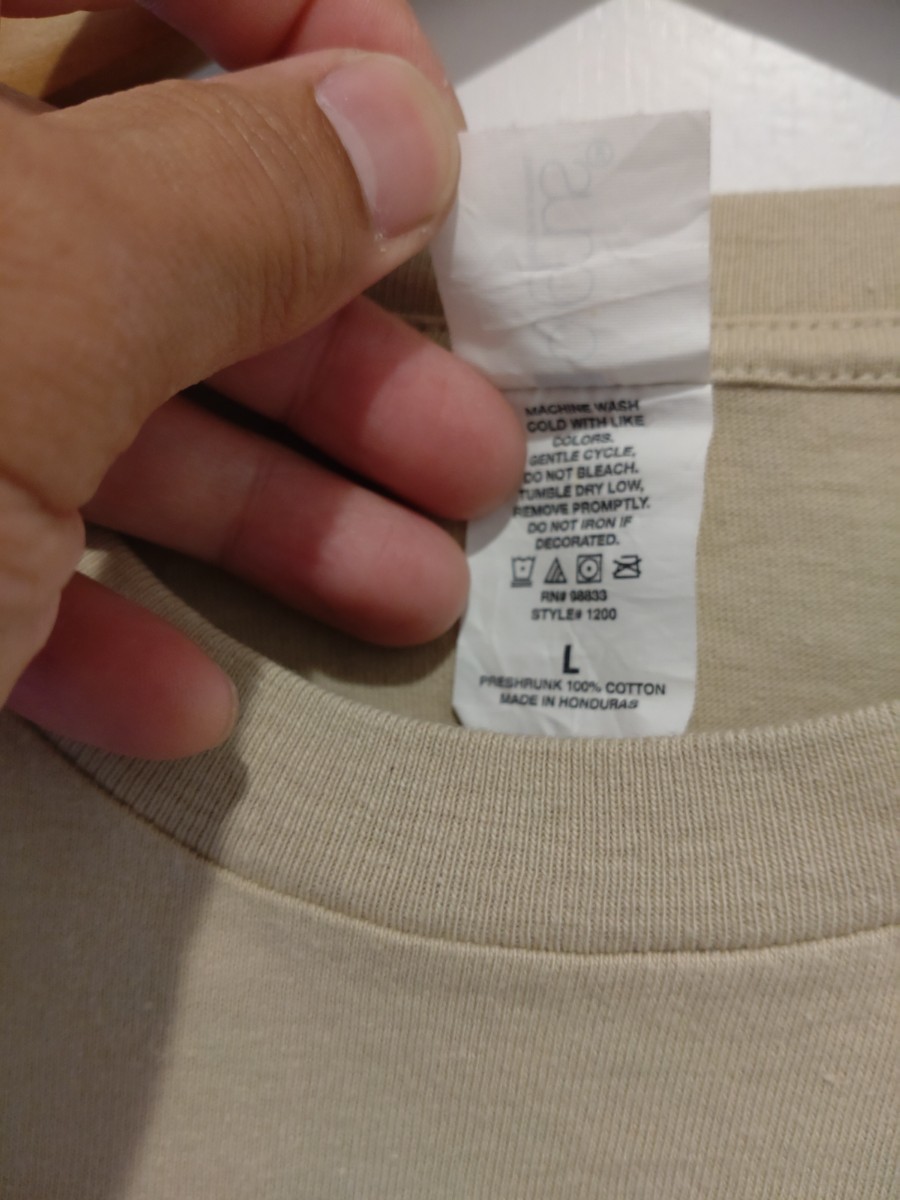 MACHINE WASH
COLD WITH LIKE
COLORS.
GENTLE CYCLE,
DO NOT BLEACH.
TUMBLE DRY LOW,
REMOVE PROMPTLY.
DO NOT IRON IF
DECORATED.
RN# 98833
STYLE# 1200
L
PRESHRUNK 100% COTTON
MADE IN HONDURAS